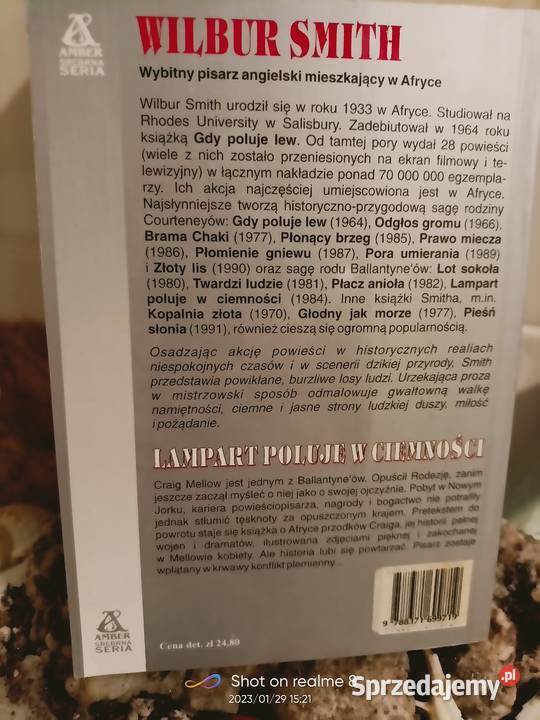 AMBER
SREBRNA
SERIA
WILBUR SMITH
Wybitny pisarz angielski mieszkający w Afryce
Wilbur Smith urodził się w roku 1933 w Afryce. Studiował na
Rhodes University w Salisbury. Zadebiutował w 1964 roku
książką Gdy poluje lew. Od tamtej pory wydał 28 powieści
(wiele z nich zostało przeniesionych na ekran filmowy i te-
lewizyjny) w łącznym nakładzie ponad 70 000 000 egzempla-
rzy. Ich akcja najczęściej umiejscowiona jest w Afryce.
Najsłynniejsze tworzą historyczno-przygodową sagę rodziny
Courteneyów: Gdy poluje lew (1964), Odgłos gromu (1966),
Brama Chaki (1977), Płonący brzeg (1985), Prawo miecza
(1986), Płomienie gniewu (1987), Pora umierania (1989)
i Złoty lis (1990) oraz sagę rodu Ballantyne'ów: Lot sokoła
(1980), Twardzi ludzie (1981), Płacz anioła (1982), Lampart
poluje w ciemności (1984). Inne książki Smitha, m.in.
Kopalnia złota (1970), Głodny jak morze (1977), Pieśń
słonia (1991), również cieszą się ogromną popularnością.
Osadzając akcję powieści w historycznych realiach
niespokojnych czasów i w scenerii dzikiej przyrody, Smith
przedstawia powikłane, burzliwe losy ludzi. Urzekająca proza
w mistrzowski sposób odmalowuje gwałtowną walkę
namiętności, ciemne i jasne strony ludzkiej duszy, miłość
i pożądanie.
LAMPART POLUJE W CIEMNOŚCI
Craig Mellow jest jednym z Ballantyne'ów. Opuścił Rodezję, zanim
jeszcze zaczął myśleć o niej jako o swojej ojczyźnie. Pobyt w Nowym
Jorku, kariera powieściopisarza, nagrody i bogactwo nie potrafiły
jednak stłumić tęsknoty za opuszczonym krajem. Pretekstem do
powrotu staje się książka o Afryce przodków Craiga, jej historii pełnej
wojen i dramatów, ilustrowana zdjęciami pięknej i zakochanej
w Mellowie kobiety. Ale historia lubi się powtarzać. Pisarz zostaje
wplątany w krwawy konflikt plemienny...
9 788371 699719
AMBER
SREBRNA
SERIA
Cena det. zł 24,80
Shot on realme 8
2023/01/29 15:21
Sprzedajemy.pl